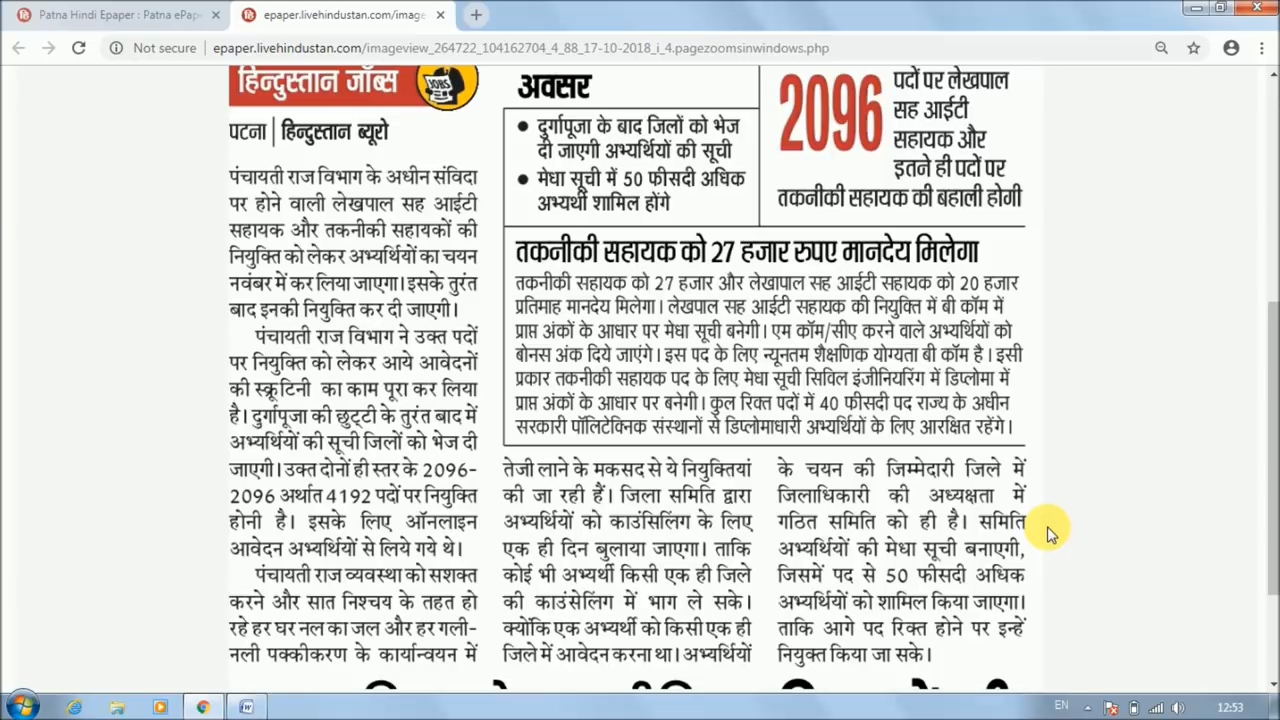 Patna Hindi Epaper : Patna ePap
epaper.livehindustan.com/image
Not secure
epaper.livehindustan.com/imageview_264722_104162704_4_88_17-10-2018_i_4.pagezoomsinwindows.php
हिन्दुस्तान जॉब्स
JOBS
पटना | हिन्दुस्तान ब्यूरो
पंचायती राज विभाग के अधीन संविदा
पर होने वाली लेखपाल सह आईटी
सहायक और तकनीकी सहायकों की
नियुक्ति को लेकर अभ्यर्थियों का चयन
नवंबर में कर लिया जाएगा। इसके तुरंत
बाद इनकी नियुक्ति कर दी जाएगी।
पंचायती राज विभाग ने उक्त पदों
पर नियुक्ति को लेकर आये आवेदनों
की स्क्रूटिनी का काम पूरा कर लिया
है। दुर्गापूजा की छुट्टी के तुरंत बाद में
अभ्यर्थियों की सूची जिलों को भेज दी
जाएगी। उक्त दोनों ही स्तर के 2096-
2096 अर्थात 4192 पदों पर नियुक्ति
होनी है। इसके लिए ऑनलाइन
आवेदन अभ्यर्थियों से लिये गये थे।
पंचायती राज व्यवस्था को सशक्त
करने और सात निश्चय के तहत हो
रहे हर घर नल का जल और हर गली-
नली पक्कीकरण के कार्यान्वयन में
अवसर
● दुर्गापूजा के बाद जिलों को भेज
दी जाएगी अभ्यर्थियों की सूची
● मेधा सूची में 50 फीसदी अधिक
अभ्यर्थी शामिल होंगे
2096
पदों पर लेखपाल
सह आईटी
सहायक और
इतने ही पदों पर
तकनीकी सहायक की बहाली होगी
तकनीकी सहायक को 27 हजार रुपए मानदेय मिलेगा
तकनीकी सहायक को 27 हजार और लेखापाल सह आईटी सहायक को 20 हजार
प्रतिमाह मानदेय मिलेगा। लेखपाल सह आईटी सहायक की नियुक्ति में बी कॉम में
प्राप्त अंकों के आधार पर मेधा सूची बनेगी। एम कॉम/सीए करने वाले अभ्यर्थियों को
बोनस अंक दिये जाएंगे। इस पद के लिए न्यूनतम शैक्षणिक योग्यता बी कॉम है। इसी
प्रकार तकनीकी सहायक पद के लिए मेधा सूची सिविल इंजीनियरिंग में डिप्लोमा में
प्राप्त अंकों के आधार पर बनेगी। कुल रिक्त पदों में 40 फीसदी पद राज्य के अधीन
सरकारी पॉलिटेक्निक संस्थानों से डिप्लोमाधारी अभ्यर्थियों के लिए आरक्षित रहेंगे।
तेजी लाने के मकसद से ये नियुक्तियां
की जा रही हैं। जिला समिति द्वारा
अभ्यर्थियों को काउंसिलिंग के लिए
एक ही दिन बुलाया जाएगा। ताकि
कोई भी अभ्यर्थी किसी एक ही जिले
की काउंसेलिंग में भाग ले सके।
क्योंकि एक अभ्यर्थी को किसी एक ही
जिले में आवेदन करना था। अभ्यर्थियों
के चयन की जिम्मेदारी जिले में
जिलाधिकारी की अध्यक्षता में
गठित समिति को ही है। समिति
अभ्यर्थियों की मेधा सूची बनाएगी,
जिसमें पद से 50 फीसदी अधिक
अभ्यर्थियों को शामिल किया जाएगा।
ताकि आगे पद रिक्त होने पर इन्हें
नियुक्त किया जा सके।
EN
12:53